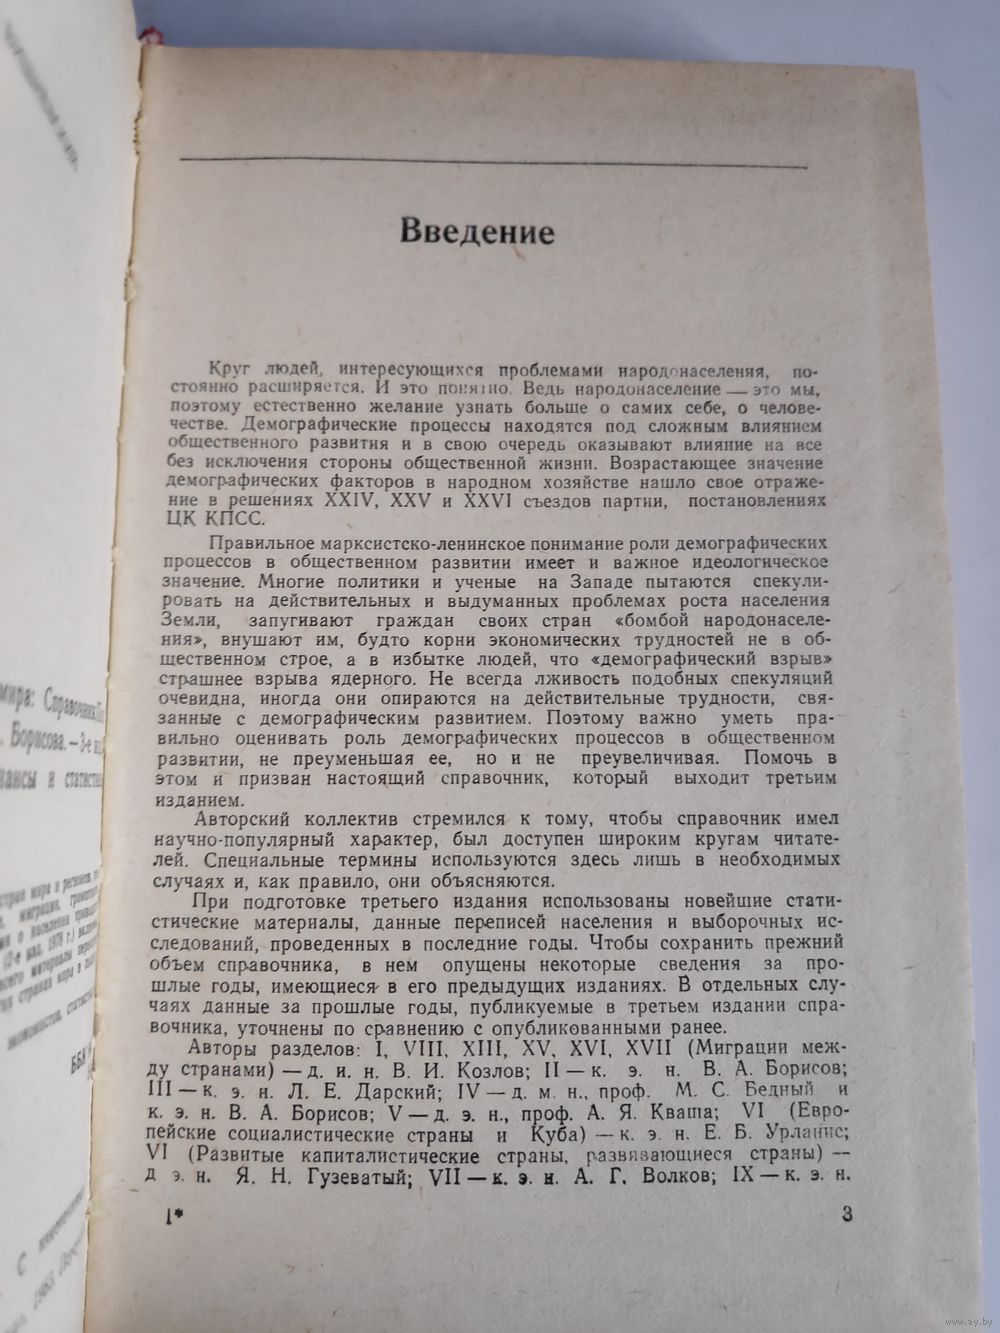 Введение
Круг людей, интересующихся проблемами народонаселения, по-
стоянно расширяется. И это понятно. Ведь народонаселение — это мы,
поэтому естественно желание узнать больше о самих себе, о челове-
честве. Демографические процессы находятся под сложным влиянием
общественного развития и в свою очередь оказывают влияние на все
без исключения стороны общественной жизни. Возрастающее значение
демографических факторов в народном хозяйстве нашло свое отраже-
ние в решениях XXIV, XXV и XXVI съездов партии, постановлениях
ЦК КПСС.
Правильное марксистско-ленинское понимание роли демографических
процессов в общественном развитии имеет и важное идеологическое
значение. Многие политики и ученые на Западе пытаются спекули-
ровать на действительных и выдуманных проблемах роста населения
Земли, запугивают граждан своих стран «бомбой народонаселе-
ния», внушают им, будто корни экономических трудностей не в об-
щественном строе, а в избытке людей, что «демографический взрыв»
страшнее взрыва ядерного. Не всегда лживость подобных спекуляций
очевидна, иногда они опираются на действительные трудности, свя-
занные с демографическим развитием. Поэтому важно уметь пра-
вильно оценивать роль демографических процессов в общественном
развитии, не преуменьшая ее, но и не преувеличивая. Помочь в
этом и призван настоящий справочник, который выходит третьим
изданием.
Авторский коллектив стремился к тому, чтобы справочник имел
научно-популярный характер, был доступен широким кругам читате-
лей. Специальные термины используются здесь лишь в необходимых
случаях и, как правило, они объясняются.
При подготовке третьего издания использованы новейшие стати-
стические материалы, данные переписей населения и выборочных ис-
следований, проведенных в последние годы. Чтобы сохранить прежний
объем справочника, в нем опущены некоторые сведения за про-
шлые годы, имеющиеся в его предыдущих изданиях. В отдельных слу-
чаях данные за прошлые годы, публикуемые в третьем издании спра-
вочника, уточнены по сравнению с опубликованными ранее.
Авторы разделов: I, VIII, XIII, XV, XVI, XVII (Миграции меж-
ду странами) — д. и. н. В. И. Козлов; II — к. э. н. В. А. Борисов;
III — к. э. н. Л. Е. Дарский; IV — д. м. н., проф. М. С. Бедный и
к. э. н. В. А. Борисов; V — д. э. н., проф. А. Я. Кваша; VI (Евро-
пейские социалистические страны и Куба) — к. э. н. Е. Б. Урланис;
VI (Развитые капиталистические страны, развивающиеся страны) —
д э. н. Я. Н. Гузеватый; VII — к. э. н. А. Г. Волков; IX — к. э. н.
1* 3
мира: Справочник
Борисова. — 3-е
нансы и статистика
ББК
www.ay.by